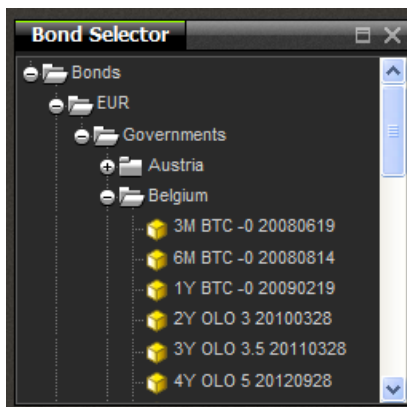 Bond Selector
Bonds
EUR
Governments
Austria
Belgium
3M BTC -0 20080619
6M BTC -0 20080814
1Y BTC -0 20090219
2Y OLO 3 20100328
3Y OLO 3.5 20110328
4Y OLO 5 20120928